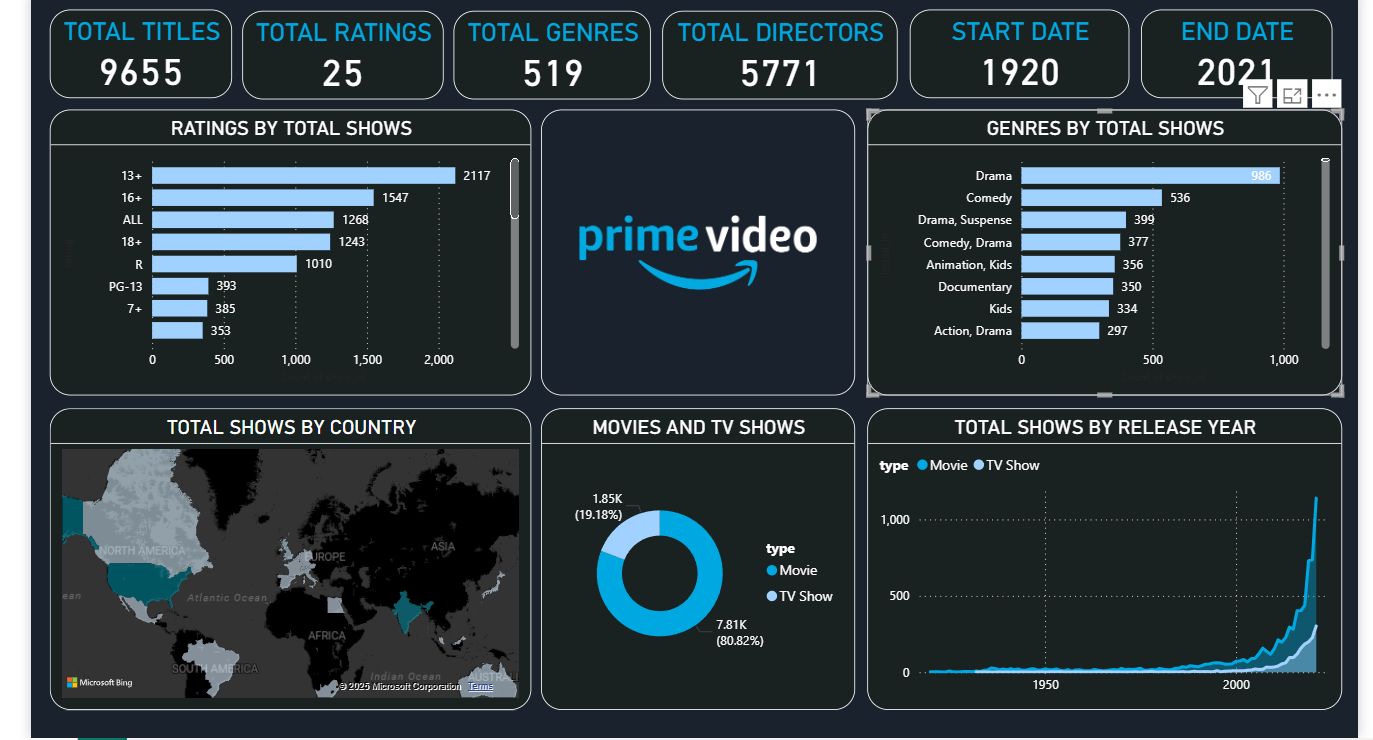 TOTAL TITLES
9655
TOTAL RATINGS
25
TOTAL GENRES
519
TOTAL DIRECTORS
5771
START DATE
1920
END DATE
2021
RATINGS BY TOTAL SHOWS
13+ 2117
16+ 1547
ALL 1268
18+ 1243
R 1010
PG-13 393
7+ 385
353
0 500 1,000 1,500 2,000
prime video
GENRES BY TOTAL SHOWS
Drama 986
Comedy 536
Drama, Suspense 399
Comedy, Drama 377
Animation, Kids 356
Documentary 350
Kids 334
Action, Drama 297
0 500 1,000
TOTAL SHOWS BY COUNTRY
NORTH AMERICA
EUROPE
ASIA
ean
Atlantic Ocean
AFRICA
SOUTH AMERICA
Indian Ocean
AUSTRALI
Microsoft Bing
© 2025 Microsoft Corporation Terms
MOVIES AND TV SHOWS
1.85K
(19.18%)
type
Movie
TV Show
7.81K
(80.82%)
TOTAL SHOWS BY RELEASE YEAR
type Movie TV Show
1,000
500
0
1950 2000